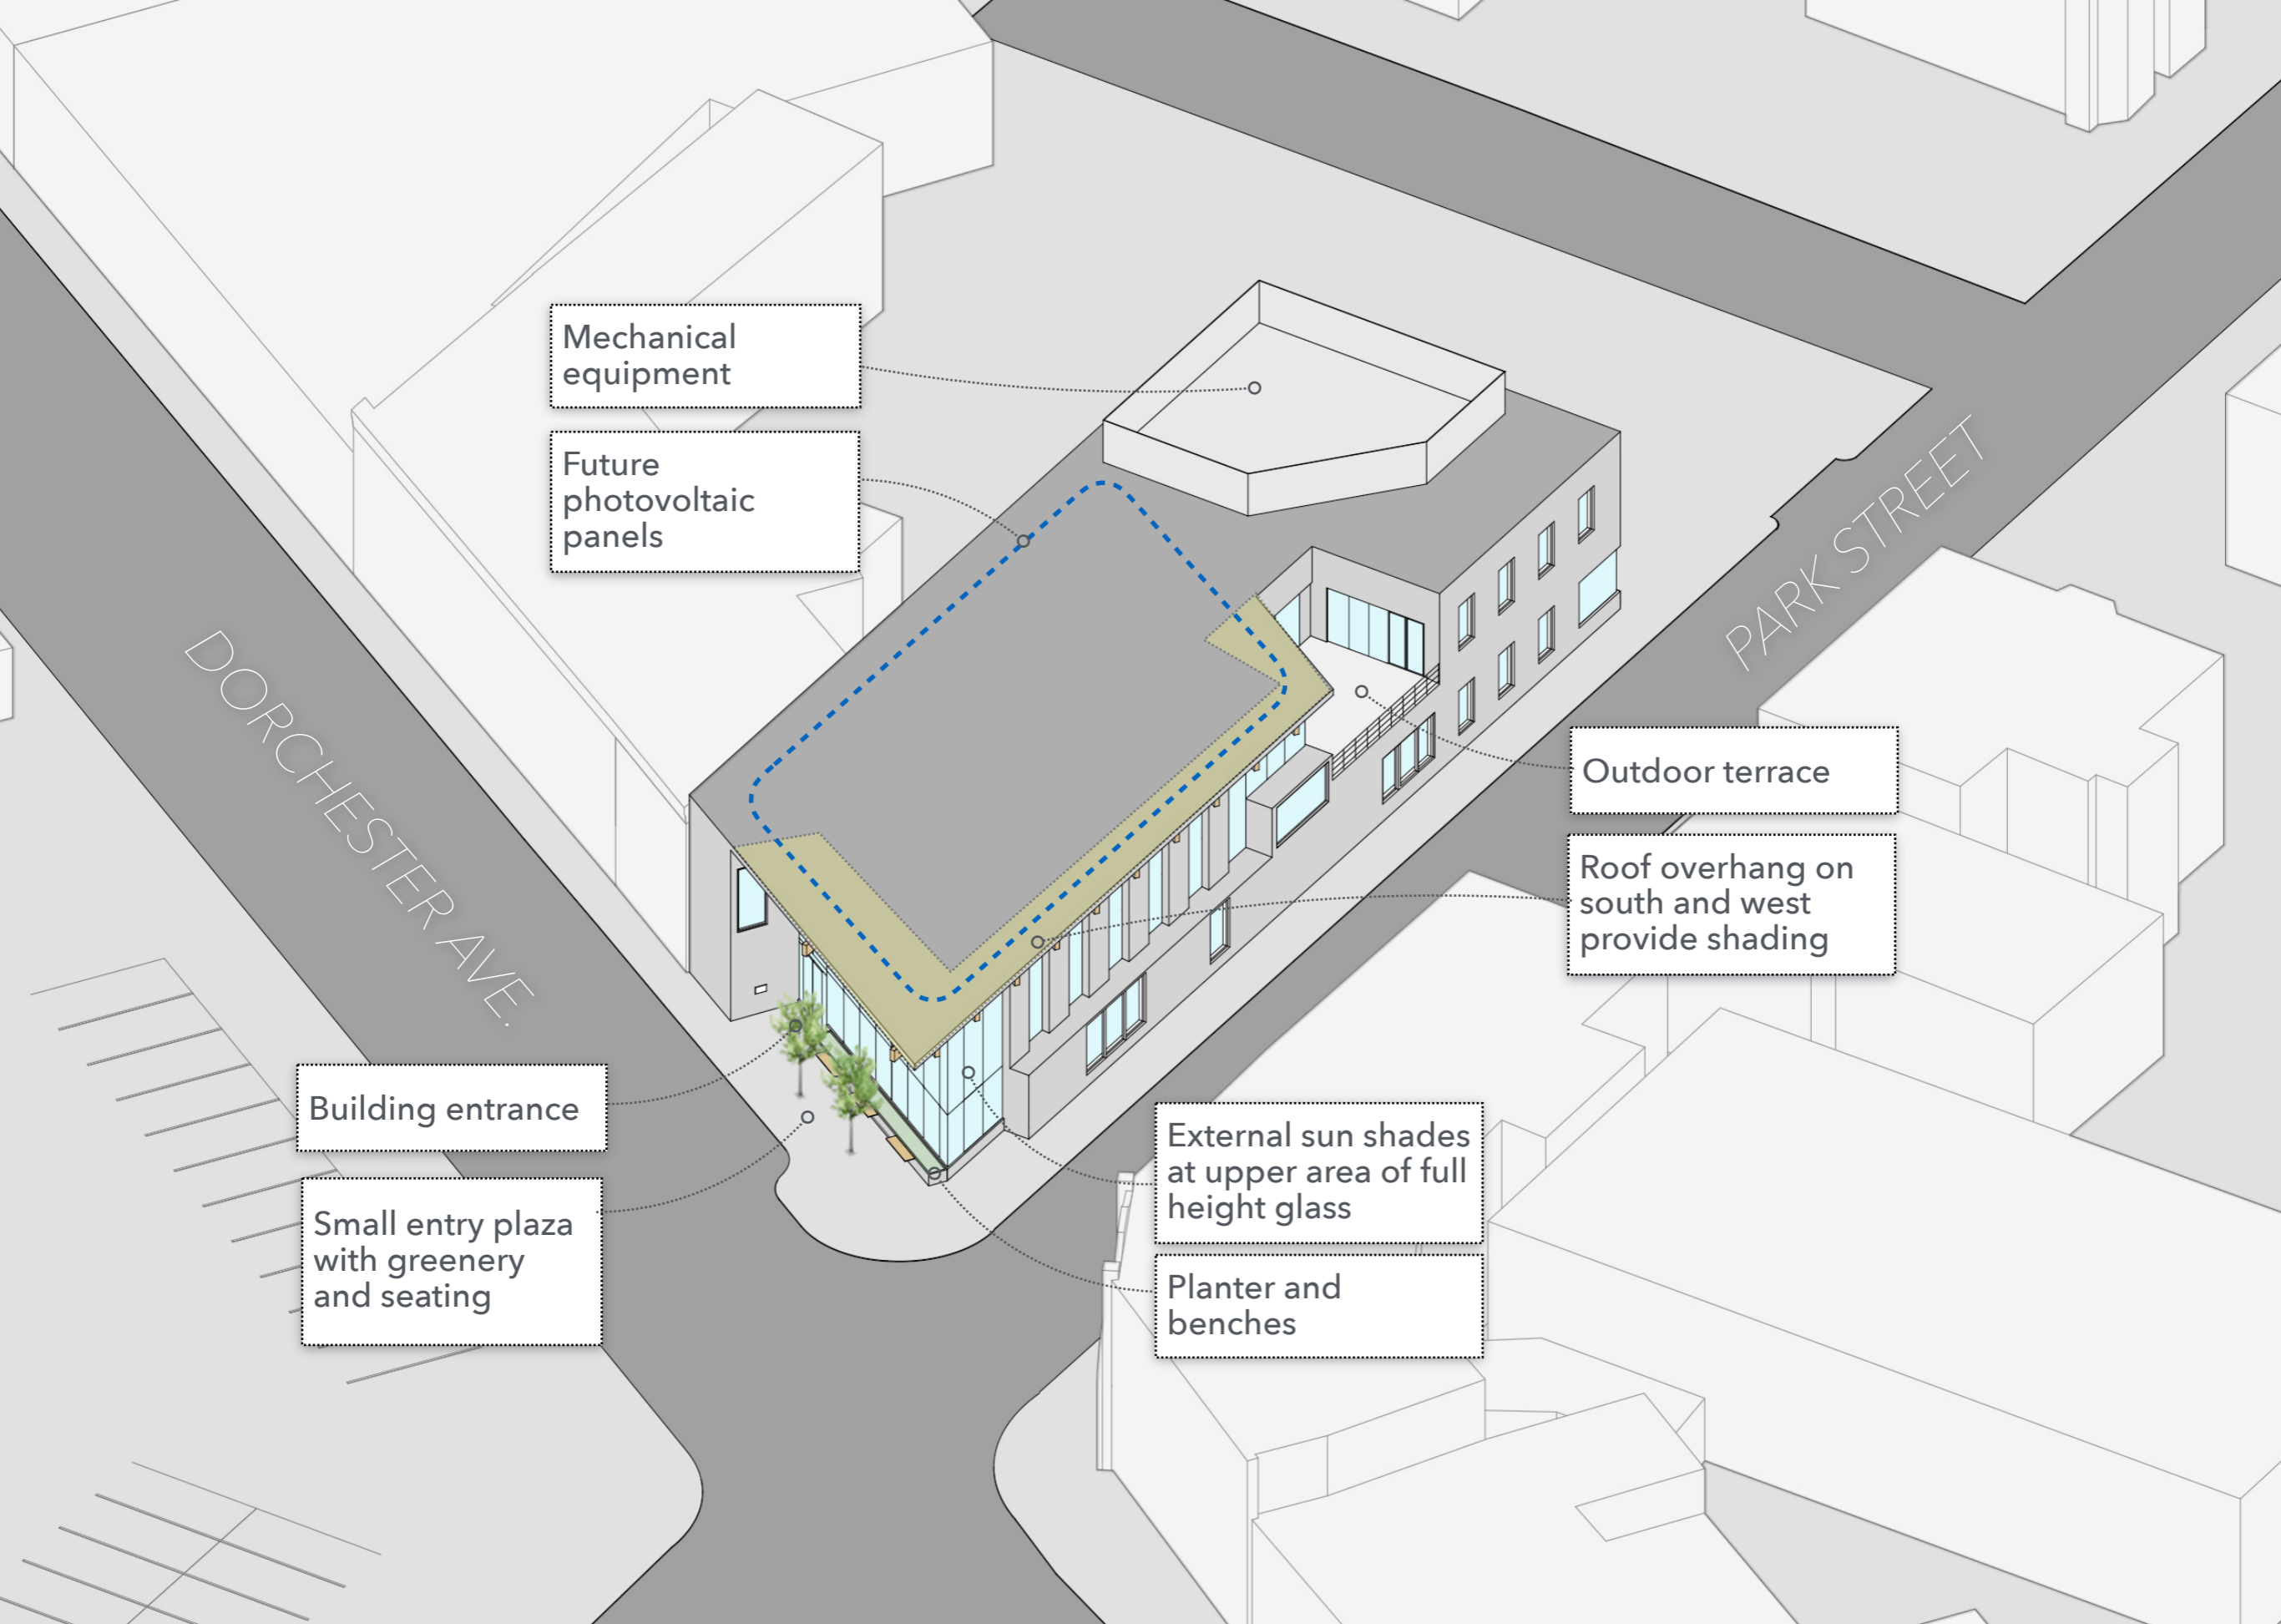 Mechanical
equipment
Future
photovoltaic
panels
DORCHESTER AVE.
PARK STREET
Outdoor terrace
Roof overhang on
south and west
provide shading
Building entrance
Small entry plaza
with greenery
and seating
External sun shades
at upper area of full
height glass
Planter and
benches